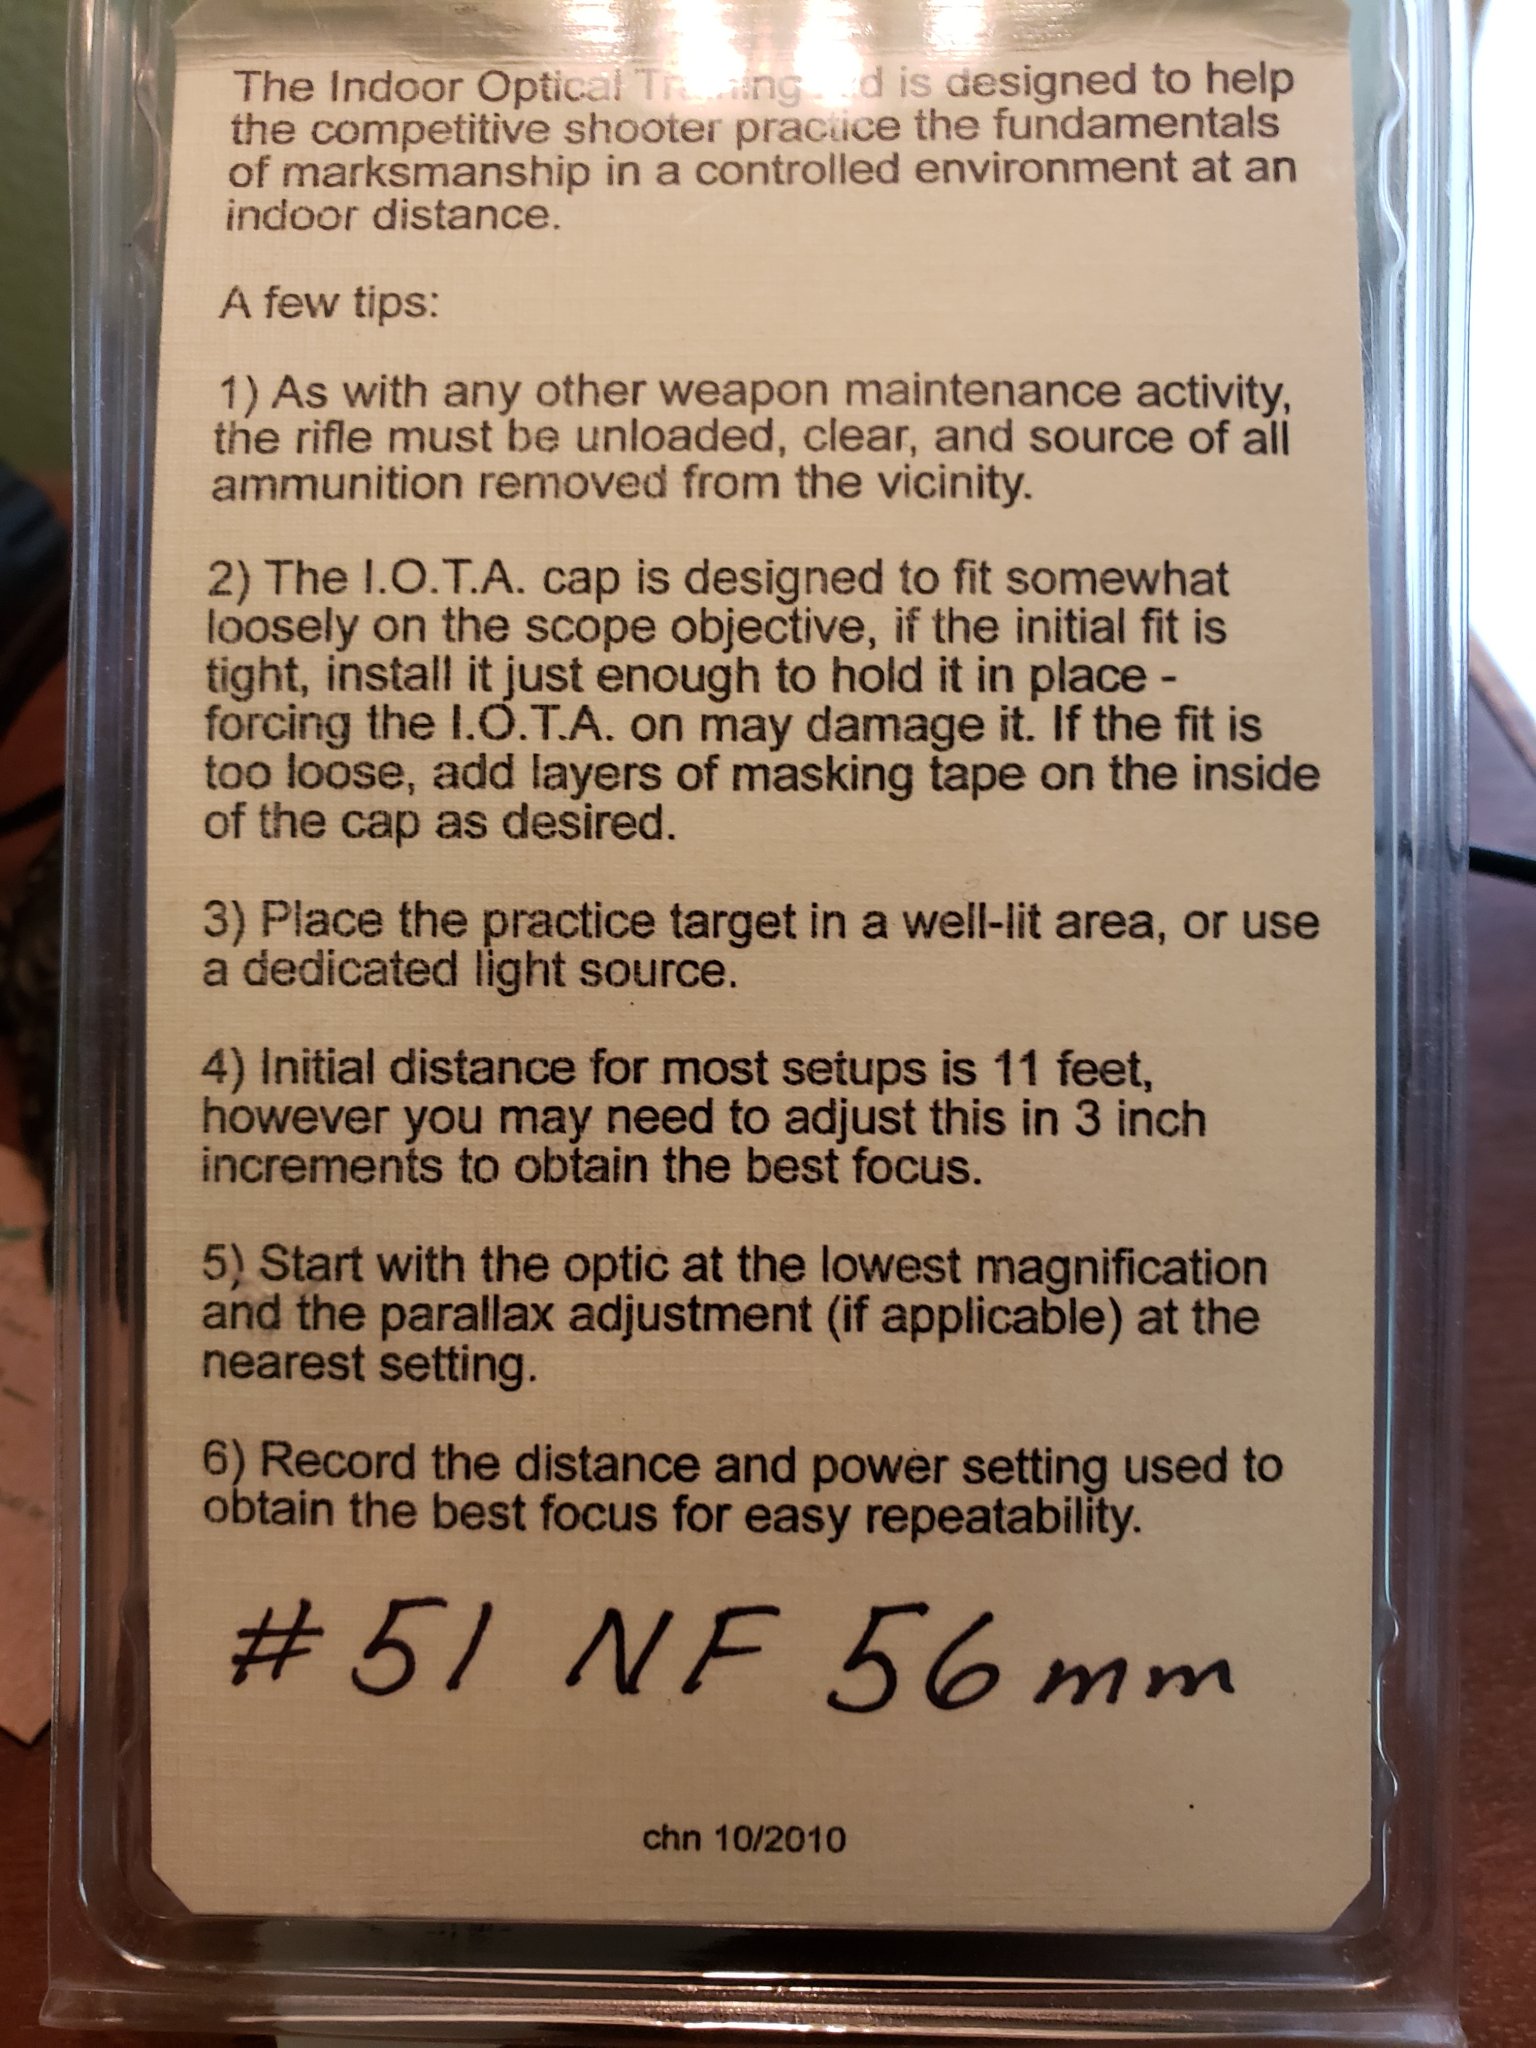 The Indoor Optical Training is designed to help
the competitive shooter practice the fundamentals
of marksmanship in a controlled environment at an
indoor distance.
A few tips:
1) As with any other weapon maintenance activity,
the rifle must be unloaded, clear, and source of all
ammunition removed from the vicinity.
2) The I.O.T.A. cap is designed to fit somewhat
loosely on the scope objective, if the initial fit is
tight, install it just enough to hold it in place -
forcing the I.O.T.A. on may damage it. If the fit is
too loose, add layers of masking tape on the inside
of the cap as desired.
3) Place the practice target in a well-lit area, or use
a dedicated light source.
4) Initial distance for most setups is 11 feet,
however you may need to adjust this in 3 inch
increments to obtain the best focus.
5) Start with the optic at the lowest magnification
and the parallax adjustment (if applicable) at the
nearest setting.
6) Record the distance and power setting used to
obtain the best focus for easy repeatability.
# 51 NF 56 mm
chn 10/2010